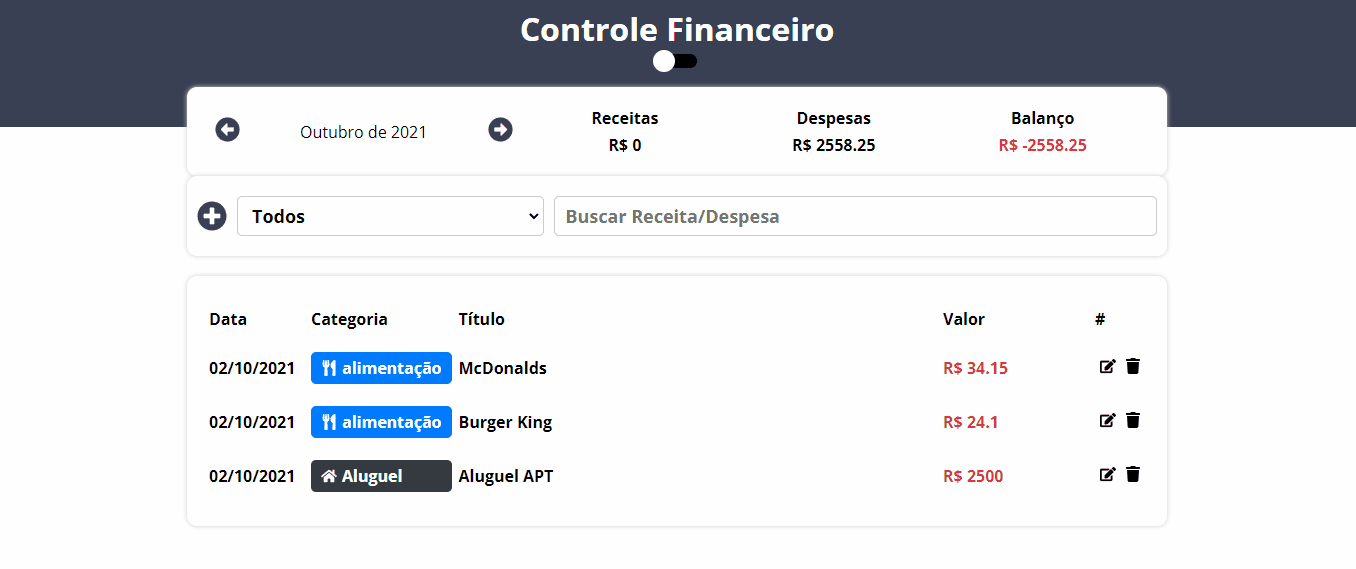 Controle Financeiro
Outubro de 2021
Receitas Despesas Balanço
R$ 0 R$ 2558.25 R$ -2558.25
Todos Buscar Receita/Despesa
Data Categoria Título Valor #
02/10/2021 alimentação McDonalds R$ 34.15
02/10/2021 alimentação Burger King R$ 24.1
02/10/2021 Aluguel Aluguel APT R$ 2500